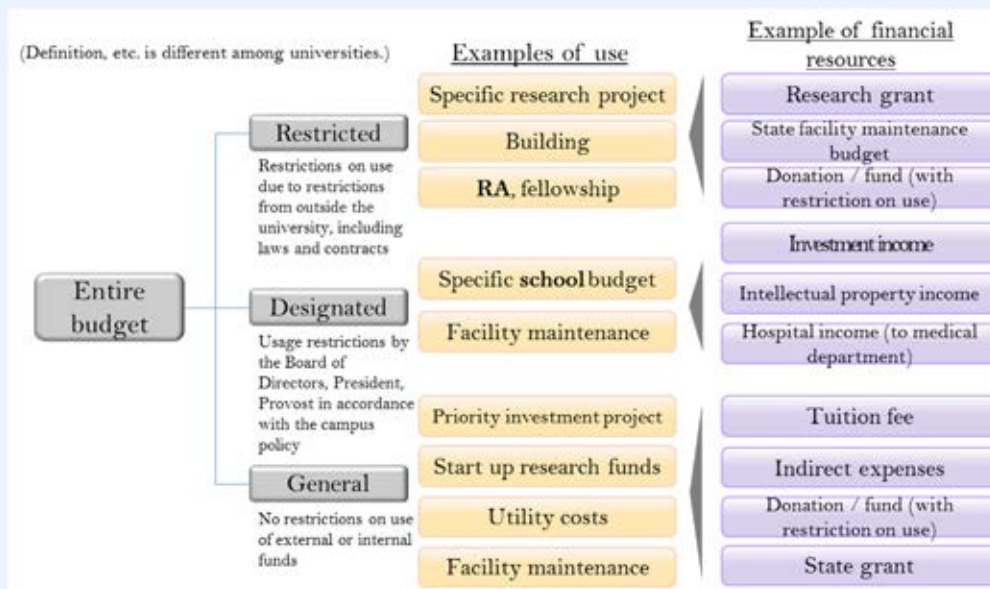 (Definition, etc. is different among universities.)
Examples of use
Example of financial
resources
Entire
budget
Restricted
Restrictions on use
due to restrictions
from outside the
university, including
laws and contracts
Specific research project
Building
RA, fellowship
Research grant
State facility maintenance
budget
Donation / fund (with
restriction on use)
Designated
Usage restrictions by
the Board of
Directors, President,
Provost in accordance
with the campus
policy
Specific school budget
Facility maintenance
Investment income
Intellectual property income
Hospital income (to medical
department)
General
No restrictions on use
of external or internal
funds
Priority investment project
Start up research funds
Utility costs
Facility maintenance
Tuition fee
Indirect expenses
Donation / fund (with
restriction on use)
State grant